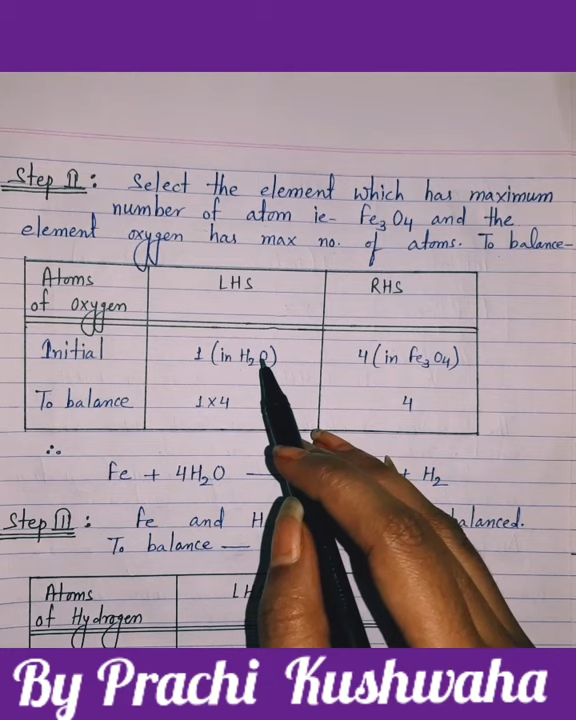 Step II : Select the element which has maximum
number of atom ie- Fe₃O₄ and the
element oxygen has max no. of atoms. To balance-
Atoms of Oxygen LHS RHS
Initial 1 (in H₂O) 4 (in Fe₃O₄)
To balance 1x4 4
∴
Fe + 4H₂O — + H₂
Step III : Fe and H balanced.
To balance —
Atoms of Hydrogen LH
By Prachi Kushwaha